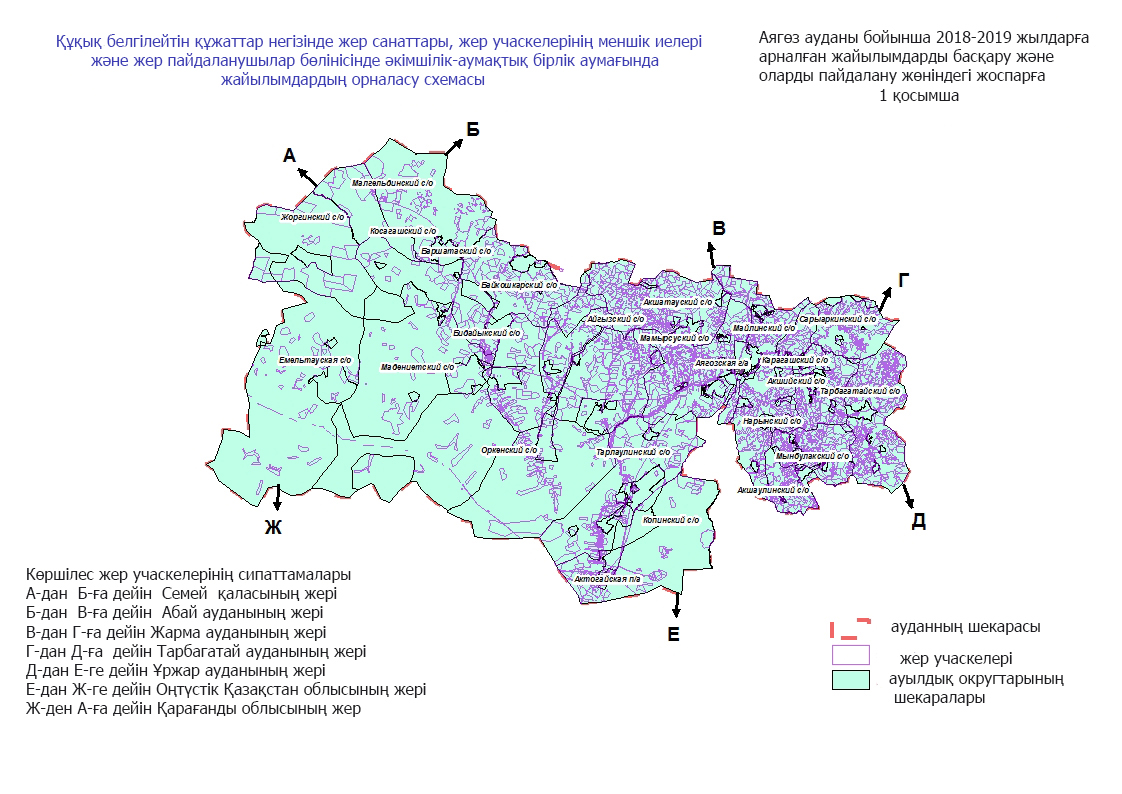 Құқық белгілейтін құжаттар негізінде жер санаттары, жер учаскелерінің меншік иелері
және жер пайдаланушылар бөлінісінде әкімшілік-аумақтық бірлік аумағында
жайылымдардың орналасу схемасы
Аягөз ауданы бойынша 2018-2019 жылдарға
арналған жайылымдарды басқару және
оларды пайдалану жөніндегі жоспарға
1 қосымша
Б
А
Малгельбинский с/о
Жоргинский с/о
Косагашский с/о
В
Баршатаский с/о
Г
Байкошкарский с/о
Акшатауский с/о
Айгызский с/о
Сарыаркинский с/о
Майлинский с/о
Бидайыкский с/о
Мамырсуский с/о
Емельтауская с/о
Мадениетский с/о
Аягозская г/а
Карагашский с/о
Акшийский с/о
Тарбагатайский с/о
Нарынский с/о
Оркенский с/о
Тарлаулинский с/о
Мынбулакский с/о
Акшаулинский с/о
Ж
Копинский с/о
Д
Актогайская п/а
Е
Көршілес жер учаскелерінің сипаттамалары
А-дан Б-ға дейін Семей қаласының жері
Б-дан В-ға дейін Абай ауданының жері
В-дан Г-ға дейін Жарма ауданының жері
Г-дан Д-ға дейін Тарбагатай ауданының жері
Д-дан Е-ге дейін Ұржар ауданының жері
Е-дан Ж-ге дейін Оңтүстік Қазақстан облысының жері
Ж-ден А-ға дейін Қарағанды облысының жер
ауданның шекарасы
жер учаскелері
ауылдық округтарының
шекаралары